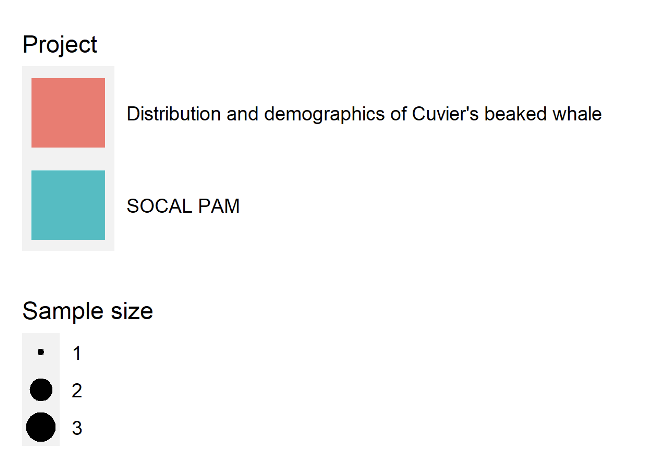 Project
Distribution and demographics of Cuvier's beaked whale
SOCAL PAM
Sample size
1
2
3